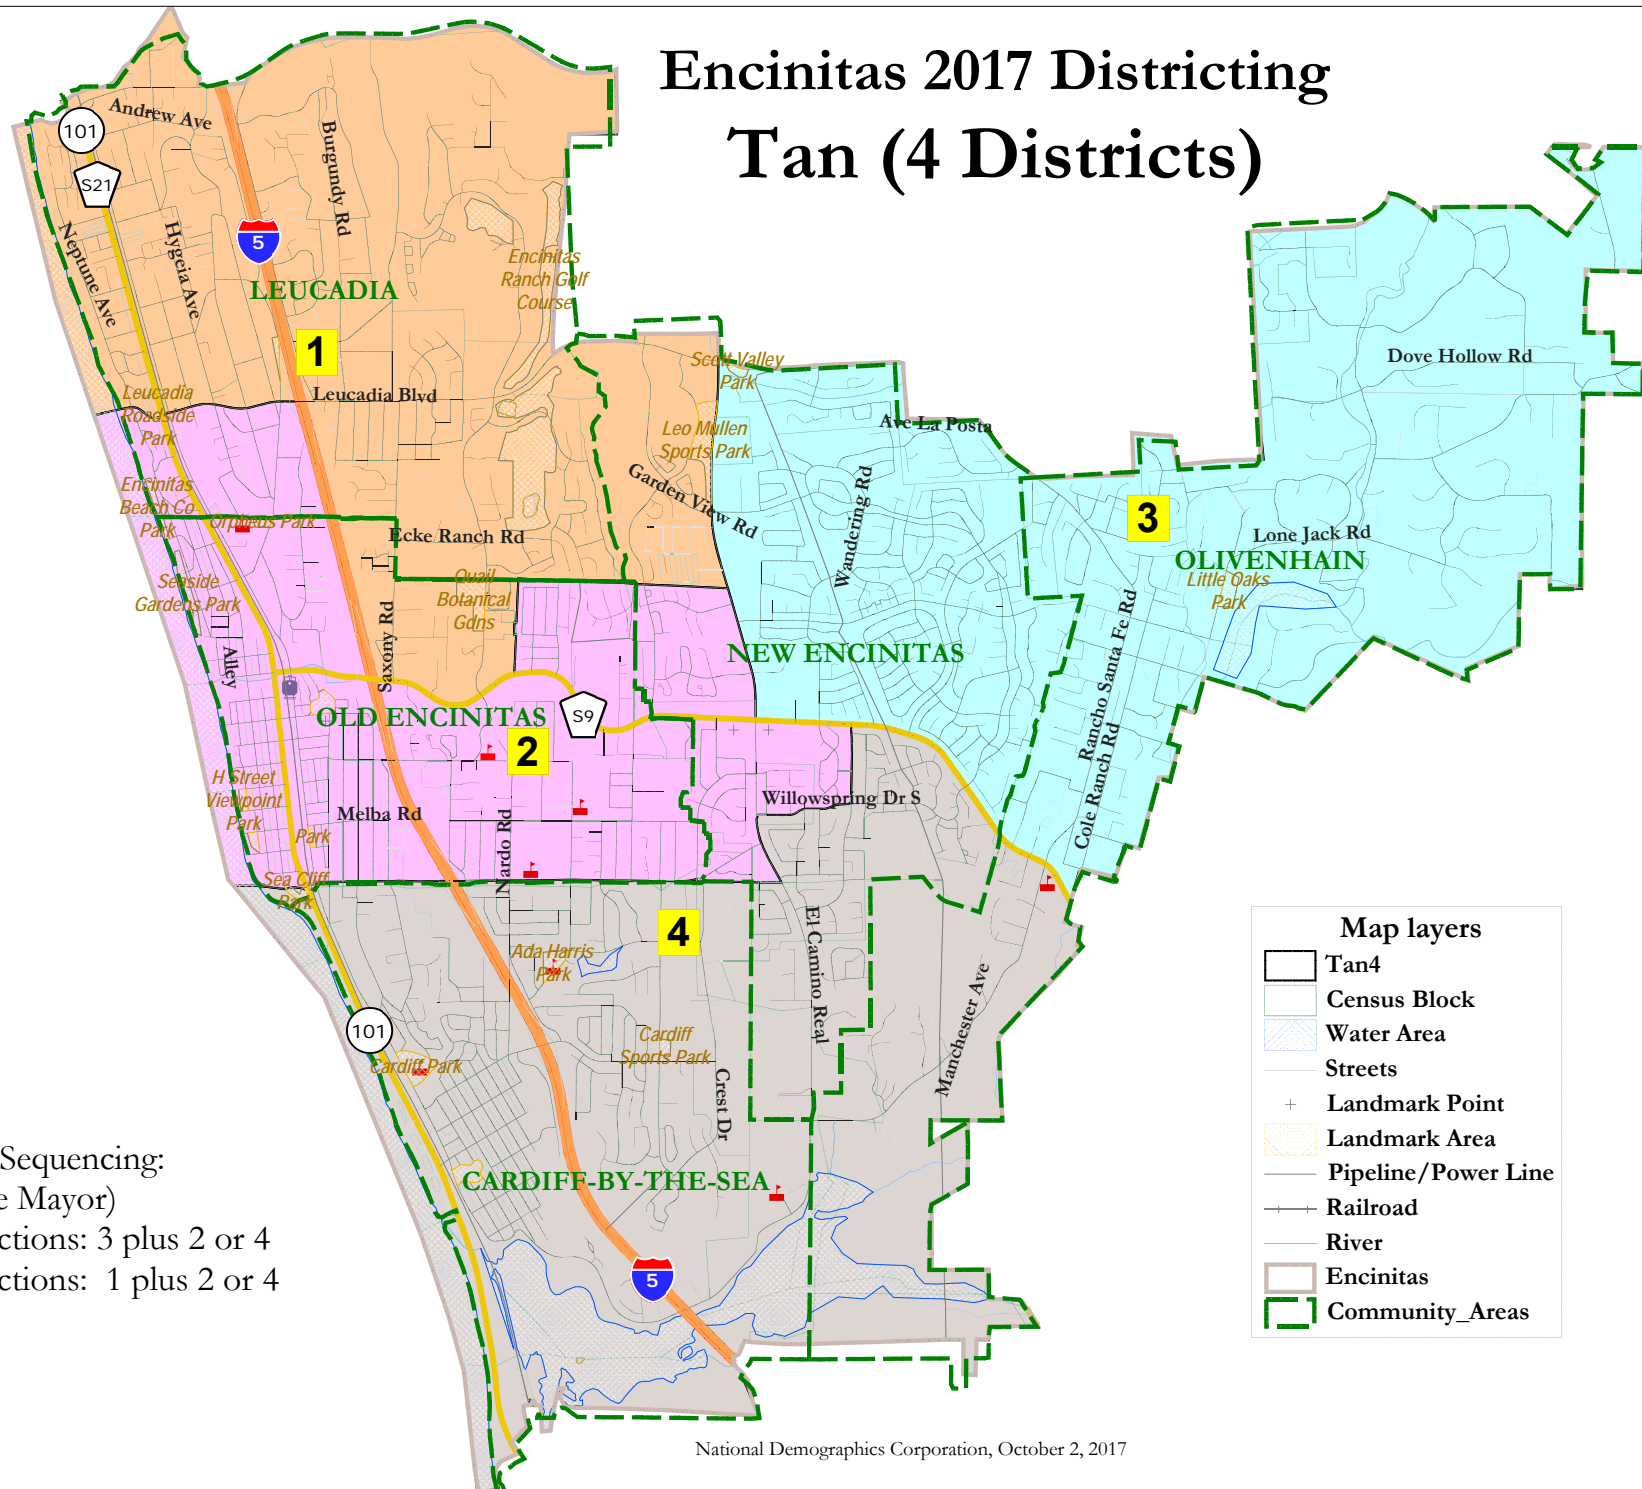 Encinitas 2017 Districting
Tan (4 Districts)
Andrew Ave
101
S21
Burgundy Rd
Neptune Ave
Hygeia Ave
5
LEUCADIA
Encinitas
Ranch Golf
Course
1
Leucadia Blvd
Leucadia
Roadside
Park
Scott Valley
Park
Leo Mullen
Sports Park
Garden View Rd
Ave La Posta
Wandering Rd
Dove Hollow Rd
3
Lone Jack Rd
OLIVENHAIN
Little Oaks
Park
Encinitas
Beach Co-
Park
Orpheus Park
Ecke Ranch Rd
Quail
Botanical
Gdns
Seaside
Gardens Park
Saxony Rd
Alley
NEW ENCINITAS
Rancho Santa Fe Rd
Cole Ranch Rd
OLD ENCINITAS
S9
2
H Street
Viewpoint
Park
Melba Rd
Park
Nardo Rd
Willowspring Dr S
Sea Cliff
Park
4
El Camino Real
Manchester Ave
Ada Harris
Park
101
Cardiff
Sports Park
Cardiff Park
Crest Dr
CARDIFF-BY-THE-SEA
5
Sequencing:
e Mayor)
ctions: 3 plus 2 or 4
ctions: 1 plus 2 or 4
Map layers
Tan4
Census Block
Water Area
Streets
Landmark Point
Landmark Area
Pipeline/Power Line
Railroad
River
Encinitas
Community_Areas
National Demographics Corporation, October 2, 2017